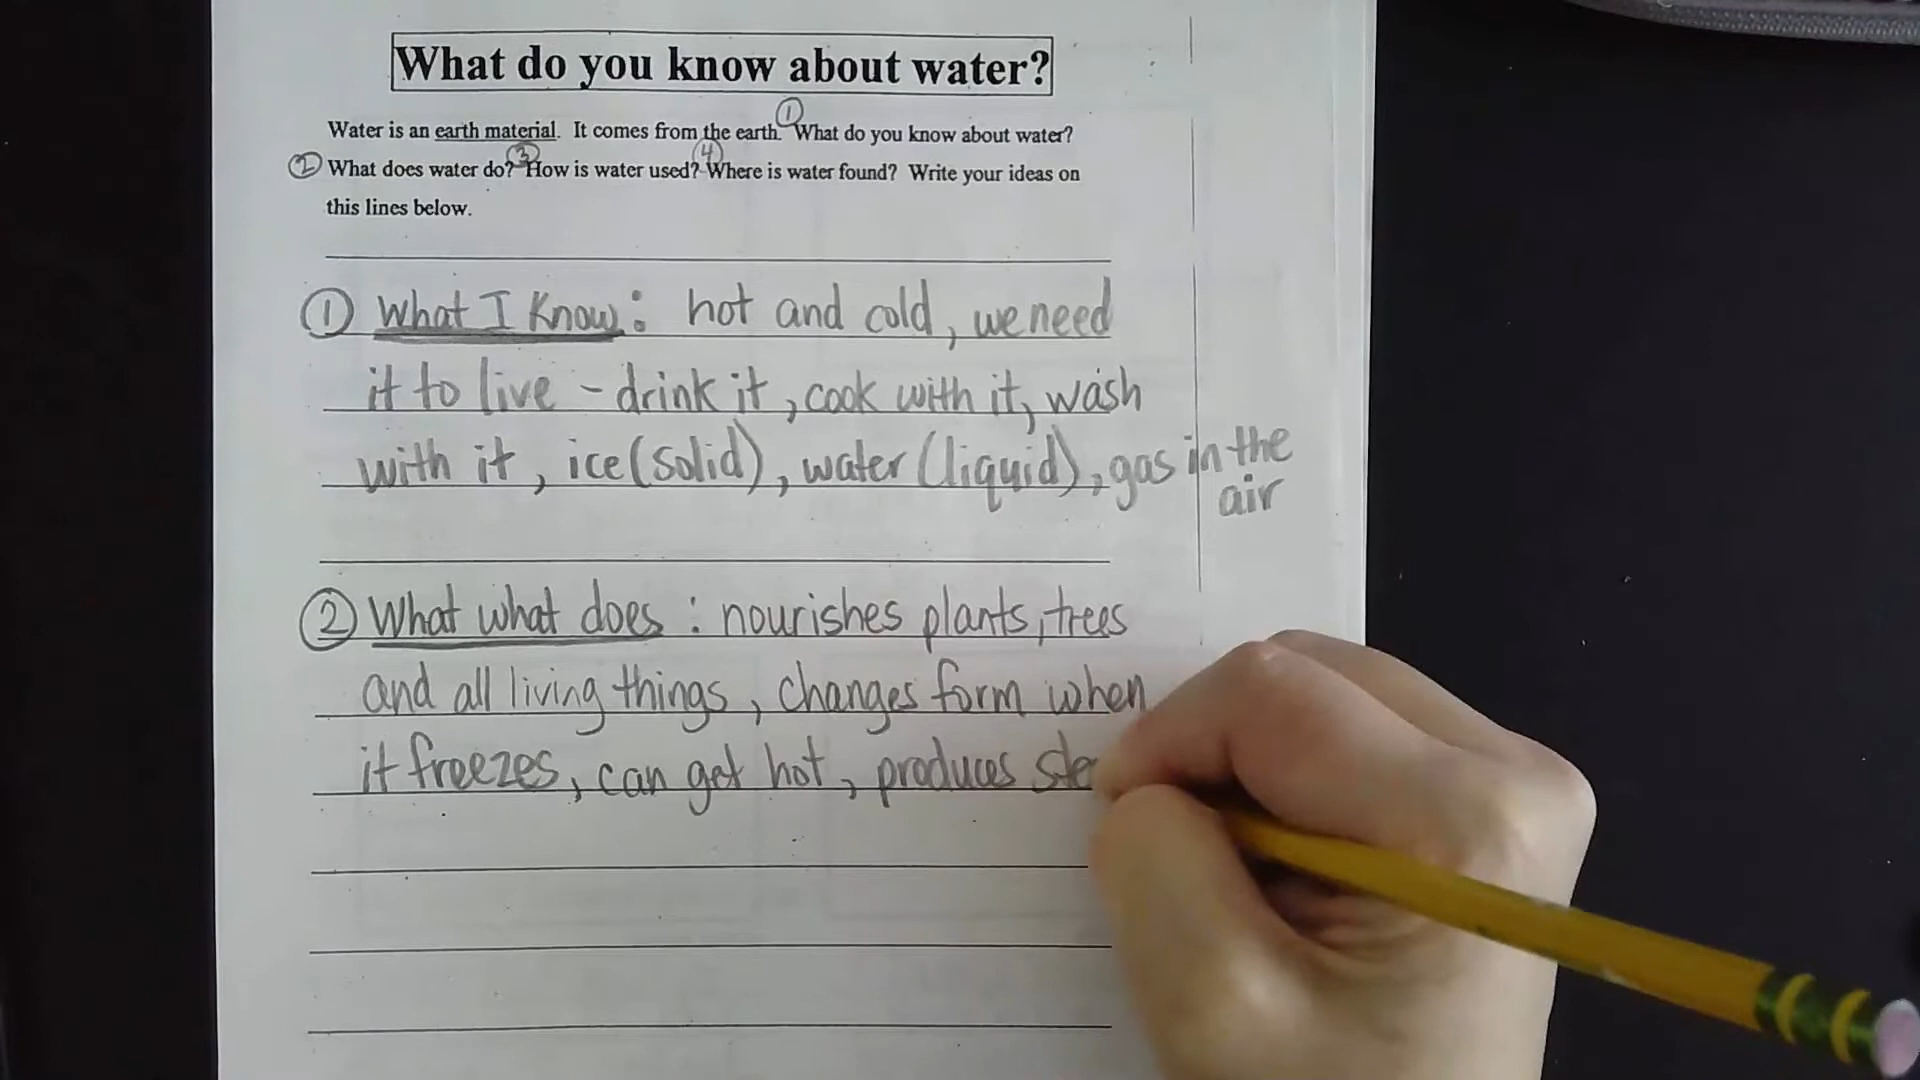 What do you know about water?
Water is an earth material. It comes from the earth. ① What do you know about water?
② What does water do? ③ How is water used? ④ Where is water found? Write your ideas on
this lines below.
① What I Know: hot and cold, we need
it to live - drink it, cook with it, wash
with it, ice (solid), water (liquid), gas in the
air
② What what does: nourishes plants, trees
and all living things, changes form when
it freezes, can get hot, produces